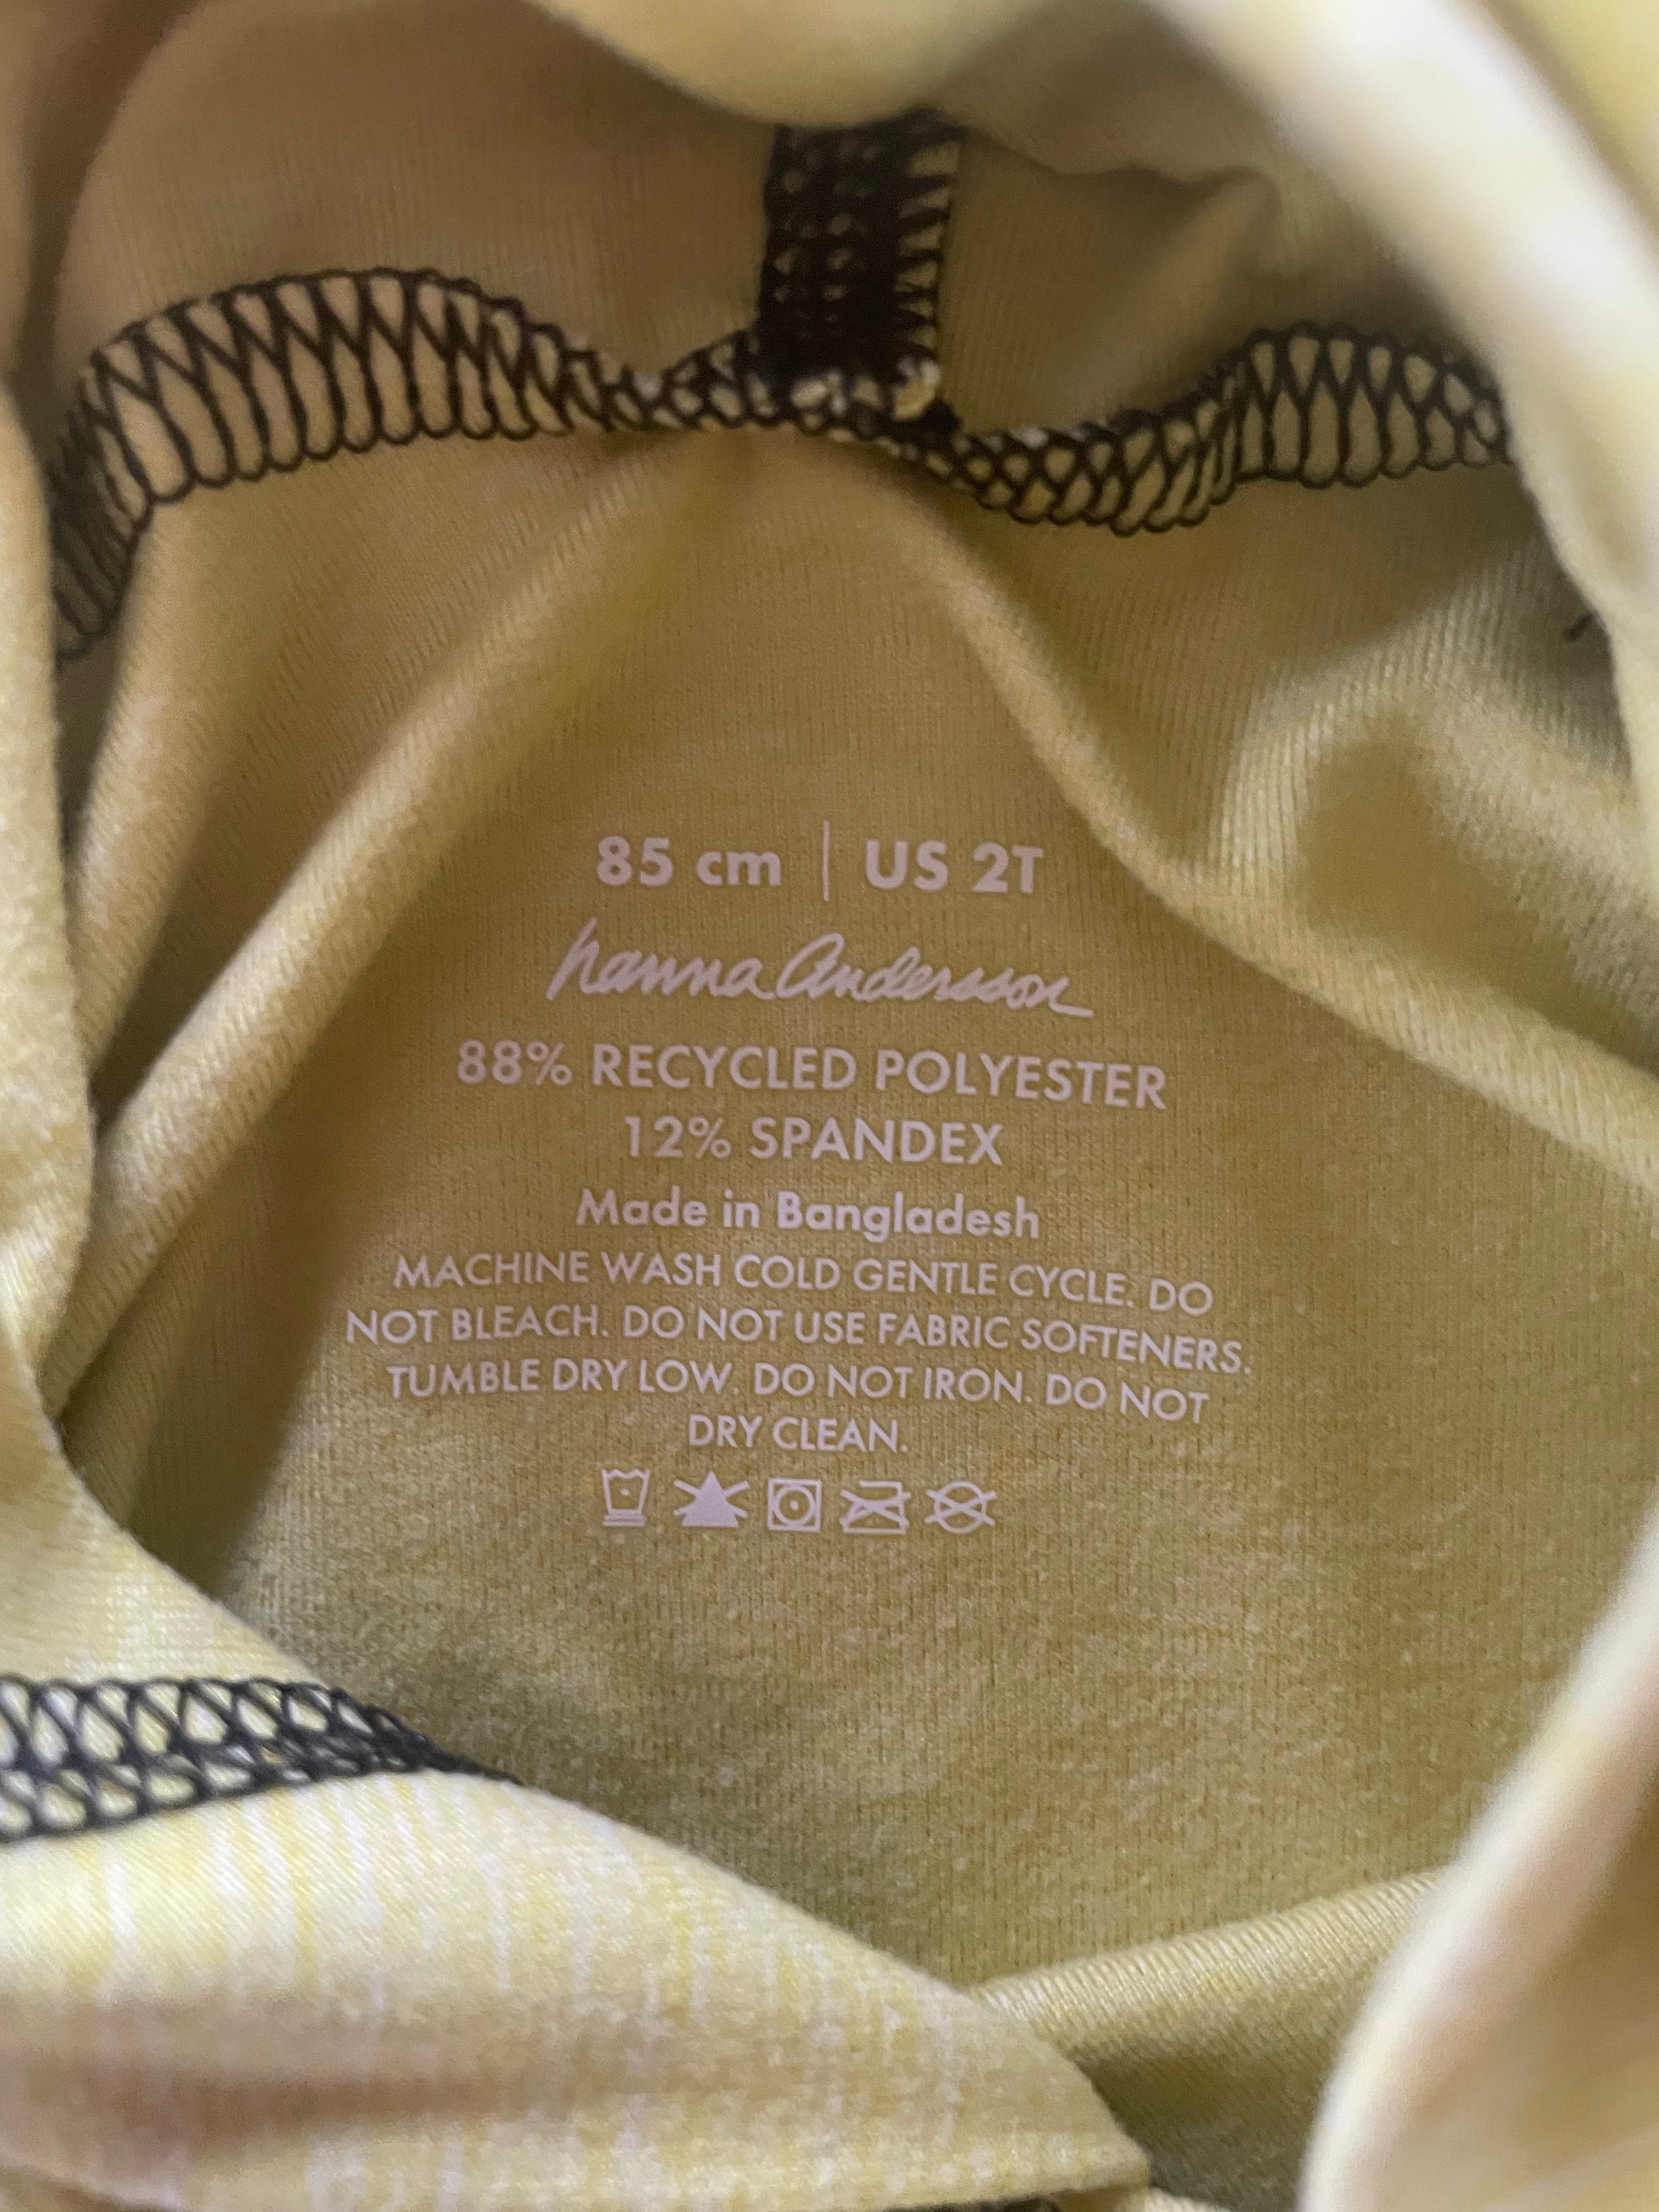 85 cm | US 2T
hanna Andersson
88% RECYCLED POLYESTER
12% SPANDEX
Made in Bangladesh
MACHINE WASH COLD GENTLE CYCLE. DO
NOT BLEACH. DO NOT USE FABRIC SOFTENERS.
TUMBLE DRY LOW. DO NOT IRON. DO NOT
DRY CLEAN.